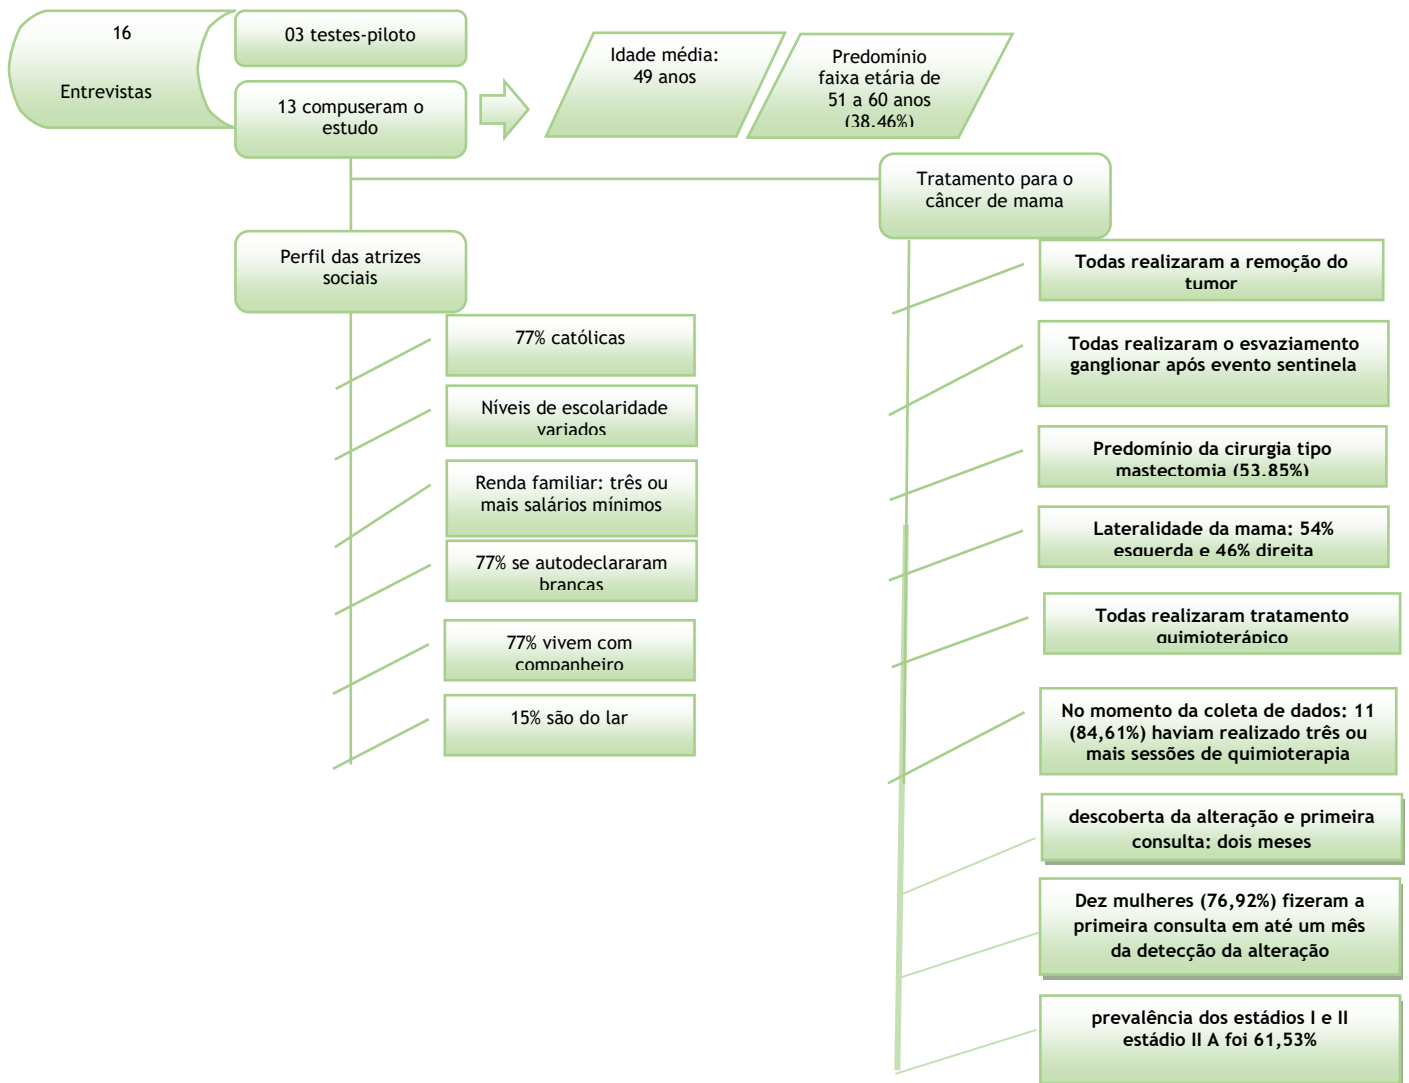 16
Entrevistas
03 testes-piloto
13 compuseram o
estudo
Idade média:
49 anos
Predomínio
faixa etária de
51 a 60 anos
(38,46%)
Perfil das atrizes
sociais
77% católicas
Níveis de escolaridade
variados
Renda familiar: três ou
mais salários mínimos
77% se autodeclararam
brancas
77% vivem com
companheiro
15% são do lar
Tratamento para o
câncer de mama
Todas realizaram a remoção do
tumor
Todas realizaram o esvaziamento
ganglionar após evento sentinela
Predomínio da cirurgia tipo
mastectomia (53,85%)
Lateralidade da mama: 54%
esquerda e 46% direita
Todas realizaram tratamento
quimioterápico
No momento da coleta de dados: 11
(84,61%) haviam realizado três ou
mais sessões de quimioterapia
descoberta da alteração e primeira
consulta: dois meses
Dez mulheres (76,92%) fizeram a
primeira consulta em até um mês
da detecção da alteração
prevalência dos estádios I e II
estádio II A foi 61,53%